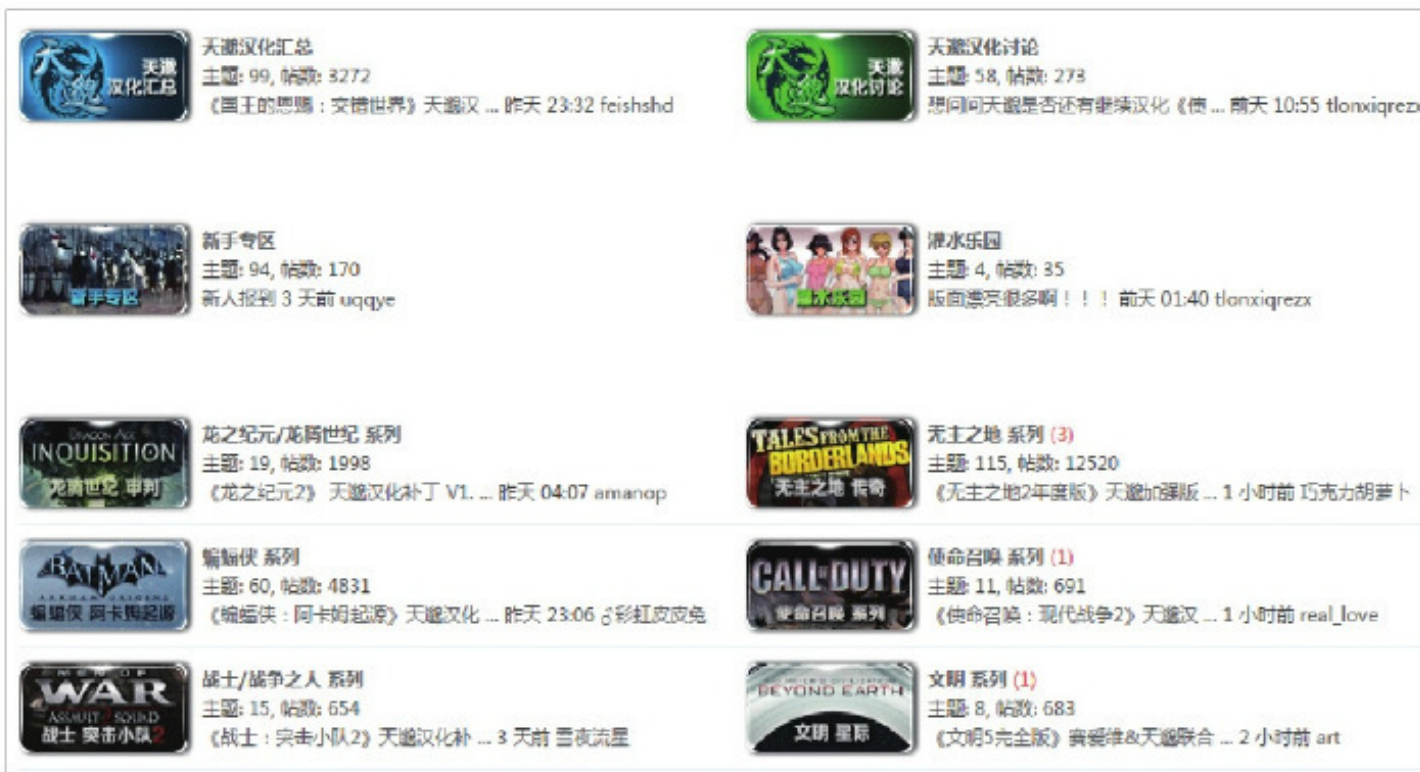 天邈
汉化汇总
天邈汉化汇总
主题: 99, 帖数: 3272
《国王的恩赐：交错世界》天邈汉 ... 昨天 23:32 feishshd
天邈
汉化讨论
天邈汉化讨论
主题: 58, 帖数: 273
想问问天邈是否还有继续汉化《使 ... 前天 10:55 tlonxiqrezx
新手专区
新手专区
主题: 94, 帖数: 170
新人报到 3 天前 uqqye
灌水乐园
灌水乐园
主题: 4, 帖数: 35
版面漂亮很多啊！！！ 前天 01:40 tlonxiqrezx
DRAGON AGE
INQUISITION
龙腾世纪 审判
龙之纪元/龙腾世纪 系列
主题: 19, 帖数: 1998
《龙之纪元2》 天邈汉化补丁 V1. ... 昨天 04:07 amanop
TALES FROM THE
BORDERLANDS
无主之地 传奇
无主之地 系列 (3)
主题: 115, 帖数: 12520
《无主之地2年度版》天邈加强版 ... 1 小时前 巧克力胡萝卜
BATMAN
ARKHAM ORIGINS
蝙蝠侠 阿卡姆起源
蝙蝠侠 系列
主题: 60, 帖数: 4831
《蝙蝠侠：阿卡姆起源》天邈汉化 ... 昨天 23:06 ♂彩虹皮皮兔
CALL OF DUTY
使命召唤 系列
使命召唤 系列 (1)
主题: 11, 帖数: 691
《使命召唤：现代战争2》天邈汉 ... 1 小时前 real_love
MEN OF
WAR
ASSAULT SQUAD
战士 突击小队2
战士/战争之人 系列
主题: 15, 帖数: 654
《战士：突击小队2》天邈汉化补 ... 3 天前 雪夜流星
BEYOND EARTH
文明 星际
文明 系列 (1)
主题: 8, 帖数: 683
《文明5完全版》赛爱维&天邈联合 ... 2 小时前 art